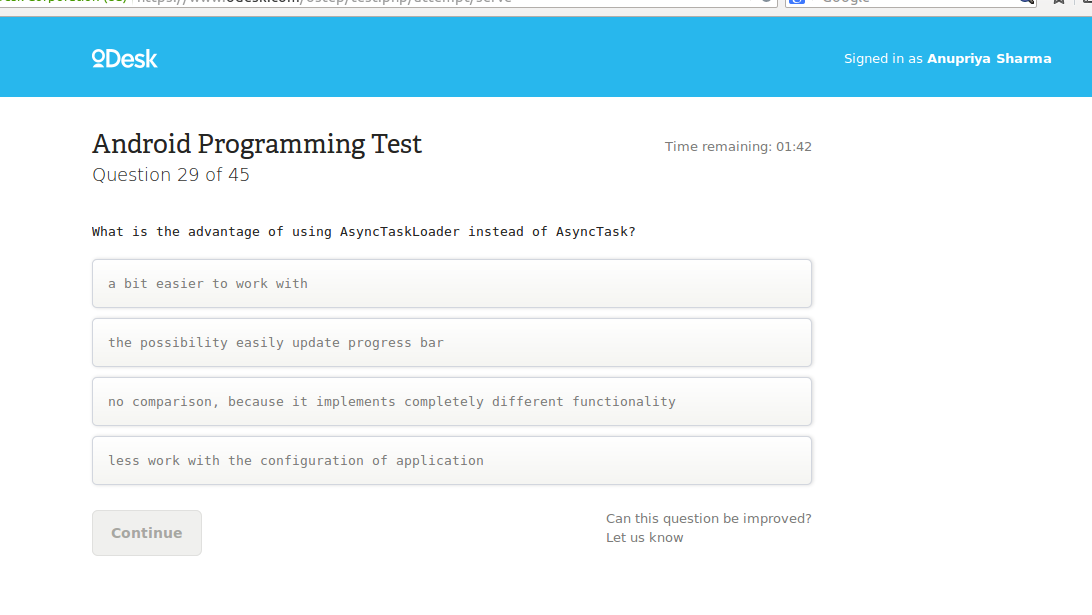 oDesk
Signed in as Anupriya Sharma
Android Programming Test
Time remaining: 01:42
Question 29 of 45
What is the advantage of using AsyncTaskLoader instead of AsyncTask?
a bit easier to work with
the possibility easily update progress bar
no comparison, because it implements completely different functionality
less work with the configuration of application
Continue
Can this question be improved?
Let us know